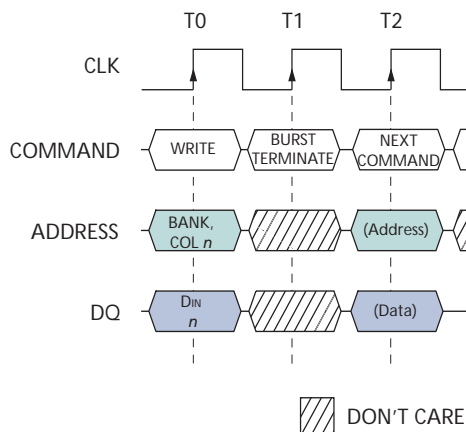 T0 T1 T2
CLK
COMMAND WRITE BURST TERMINATE NEXT COMMAND
ADDRESS BANK, COL n (Address)
DQ DIN n (Data)
DON'T CARE